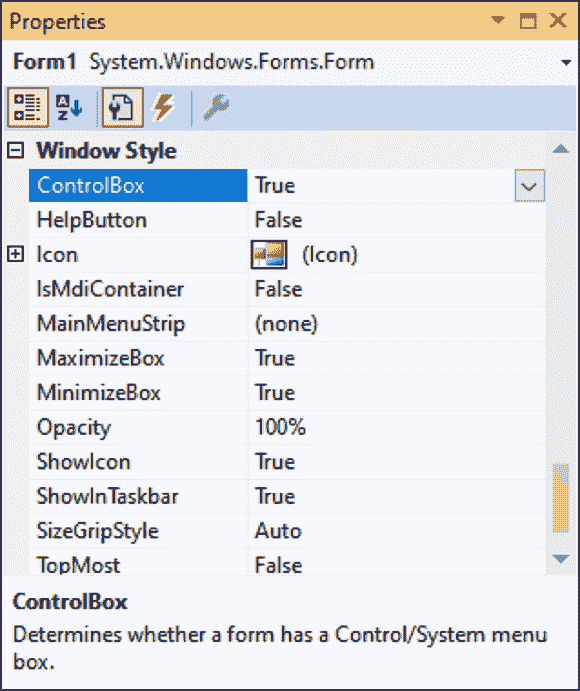 Properties
Form1 System.Windows.Forms.Form
A
Z
Window Style
ControlBox True
HelpButton False
Icon (Icon)
IsMdiContainer False
MainMenuStrip (none)
MaximizeBox True
MinimizeBox True
Opacity 100%
ShowIcon True
ShowInTaskbar True
SizeGripStyle Auto
TopMost False
ControlBox
Determines whether a form has a Control/System menu
box.